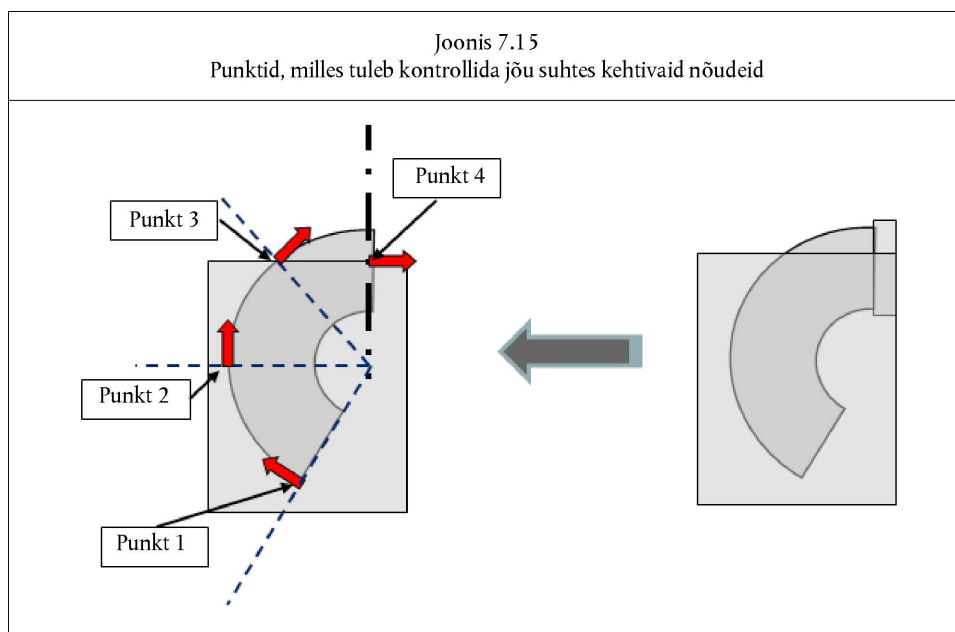 Joonis 7.15
Punktid, milles tuleb kontrollida jõu suhtes kehtivaid nõudeid
Punkt 4
Punkt 3
Punkt 2
Punkt 1